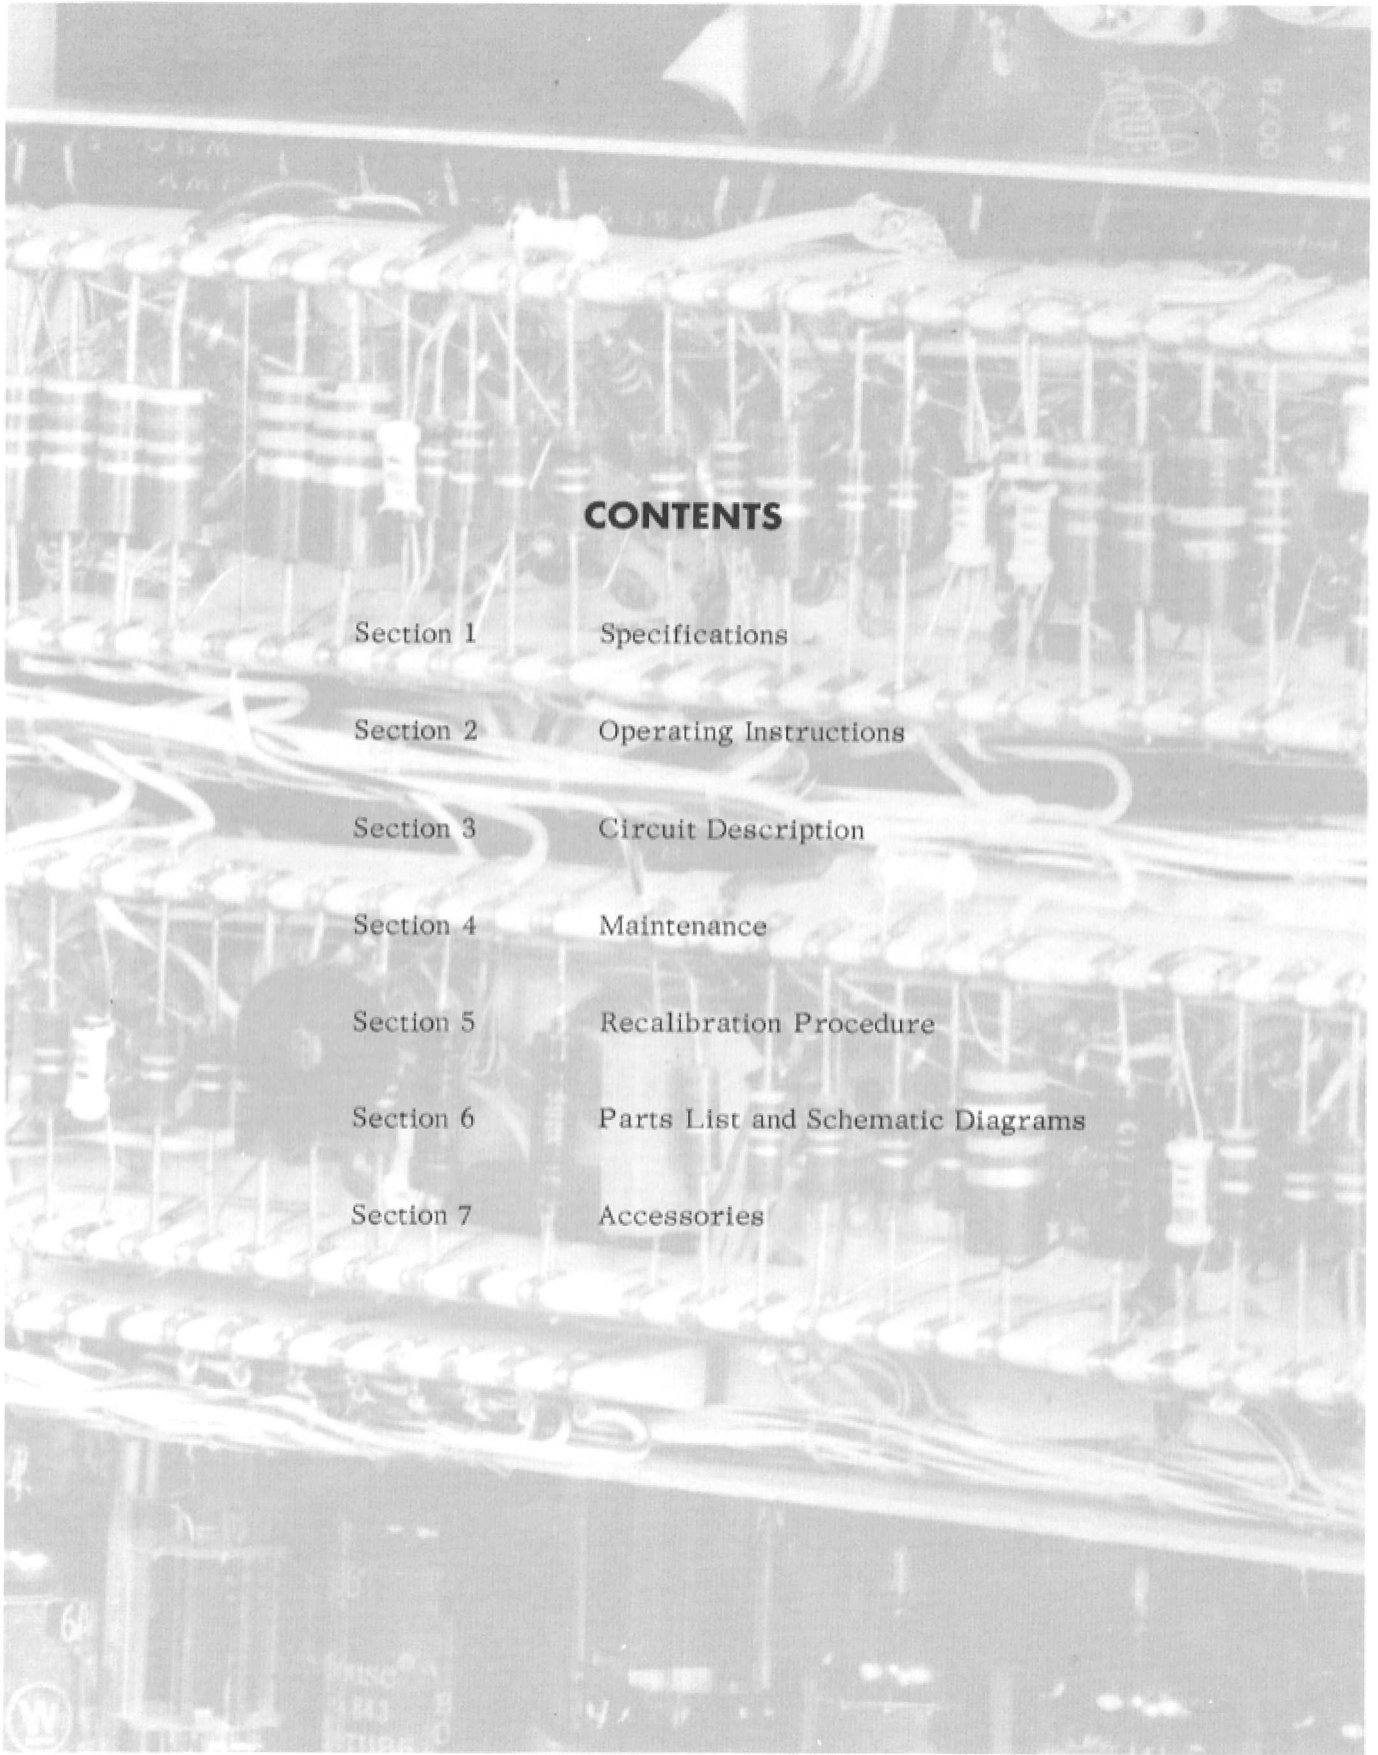 0078
CONTENTS
Section 1 Specifications
Section 2 Operating Instructions
Section 3 Circuit Description
Section 4 Maintenance
Section 5 Recalibration Procedure
Section 6 Parts List and Schematic Diagrams
Section 7 Accessories
W